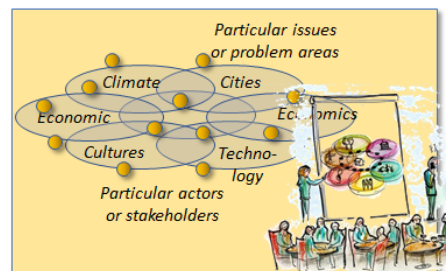 Particular issues
or problem areas
Climate
Cities
Economic
Economics
Cultures
Techno-
logy
Particular actors
or stakeholders